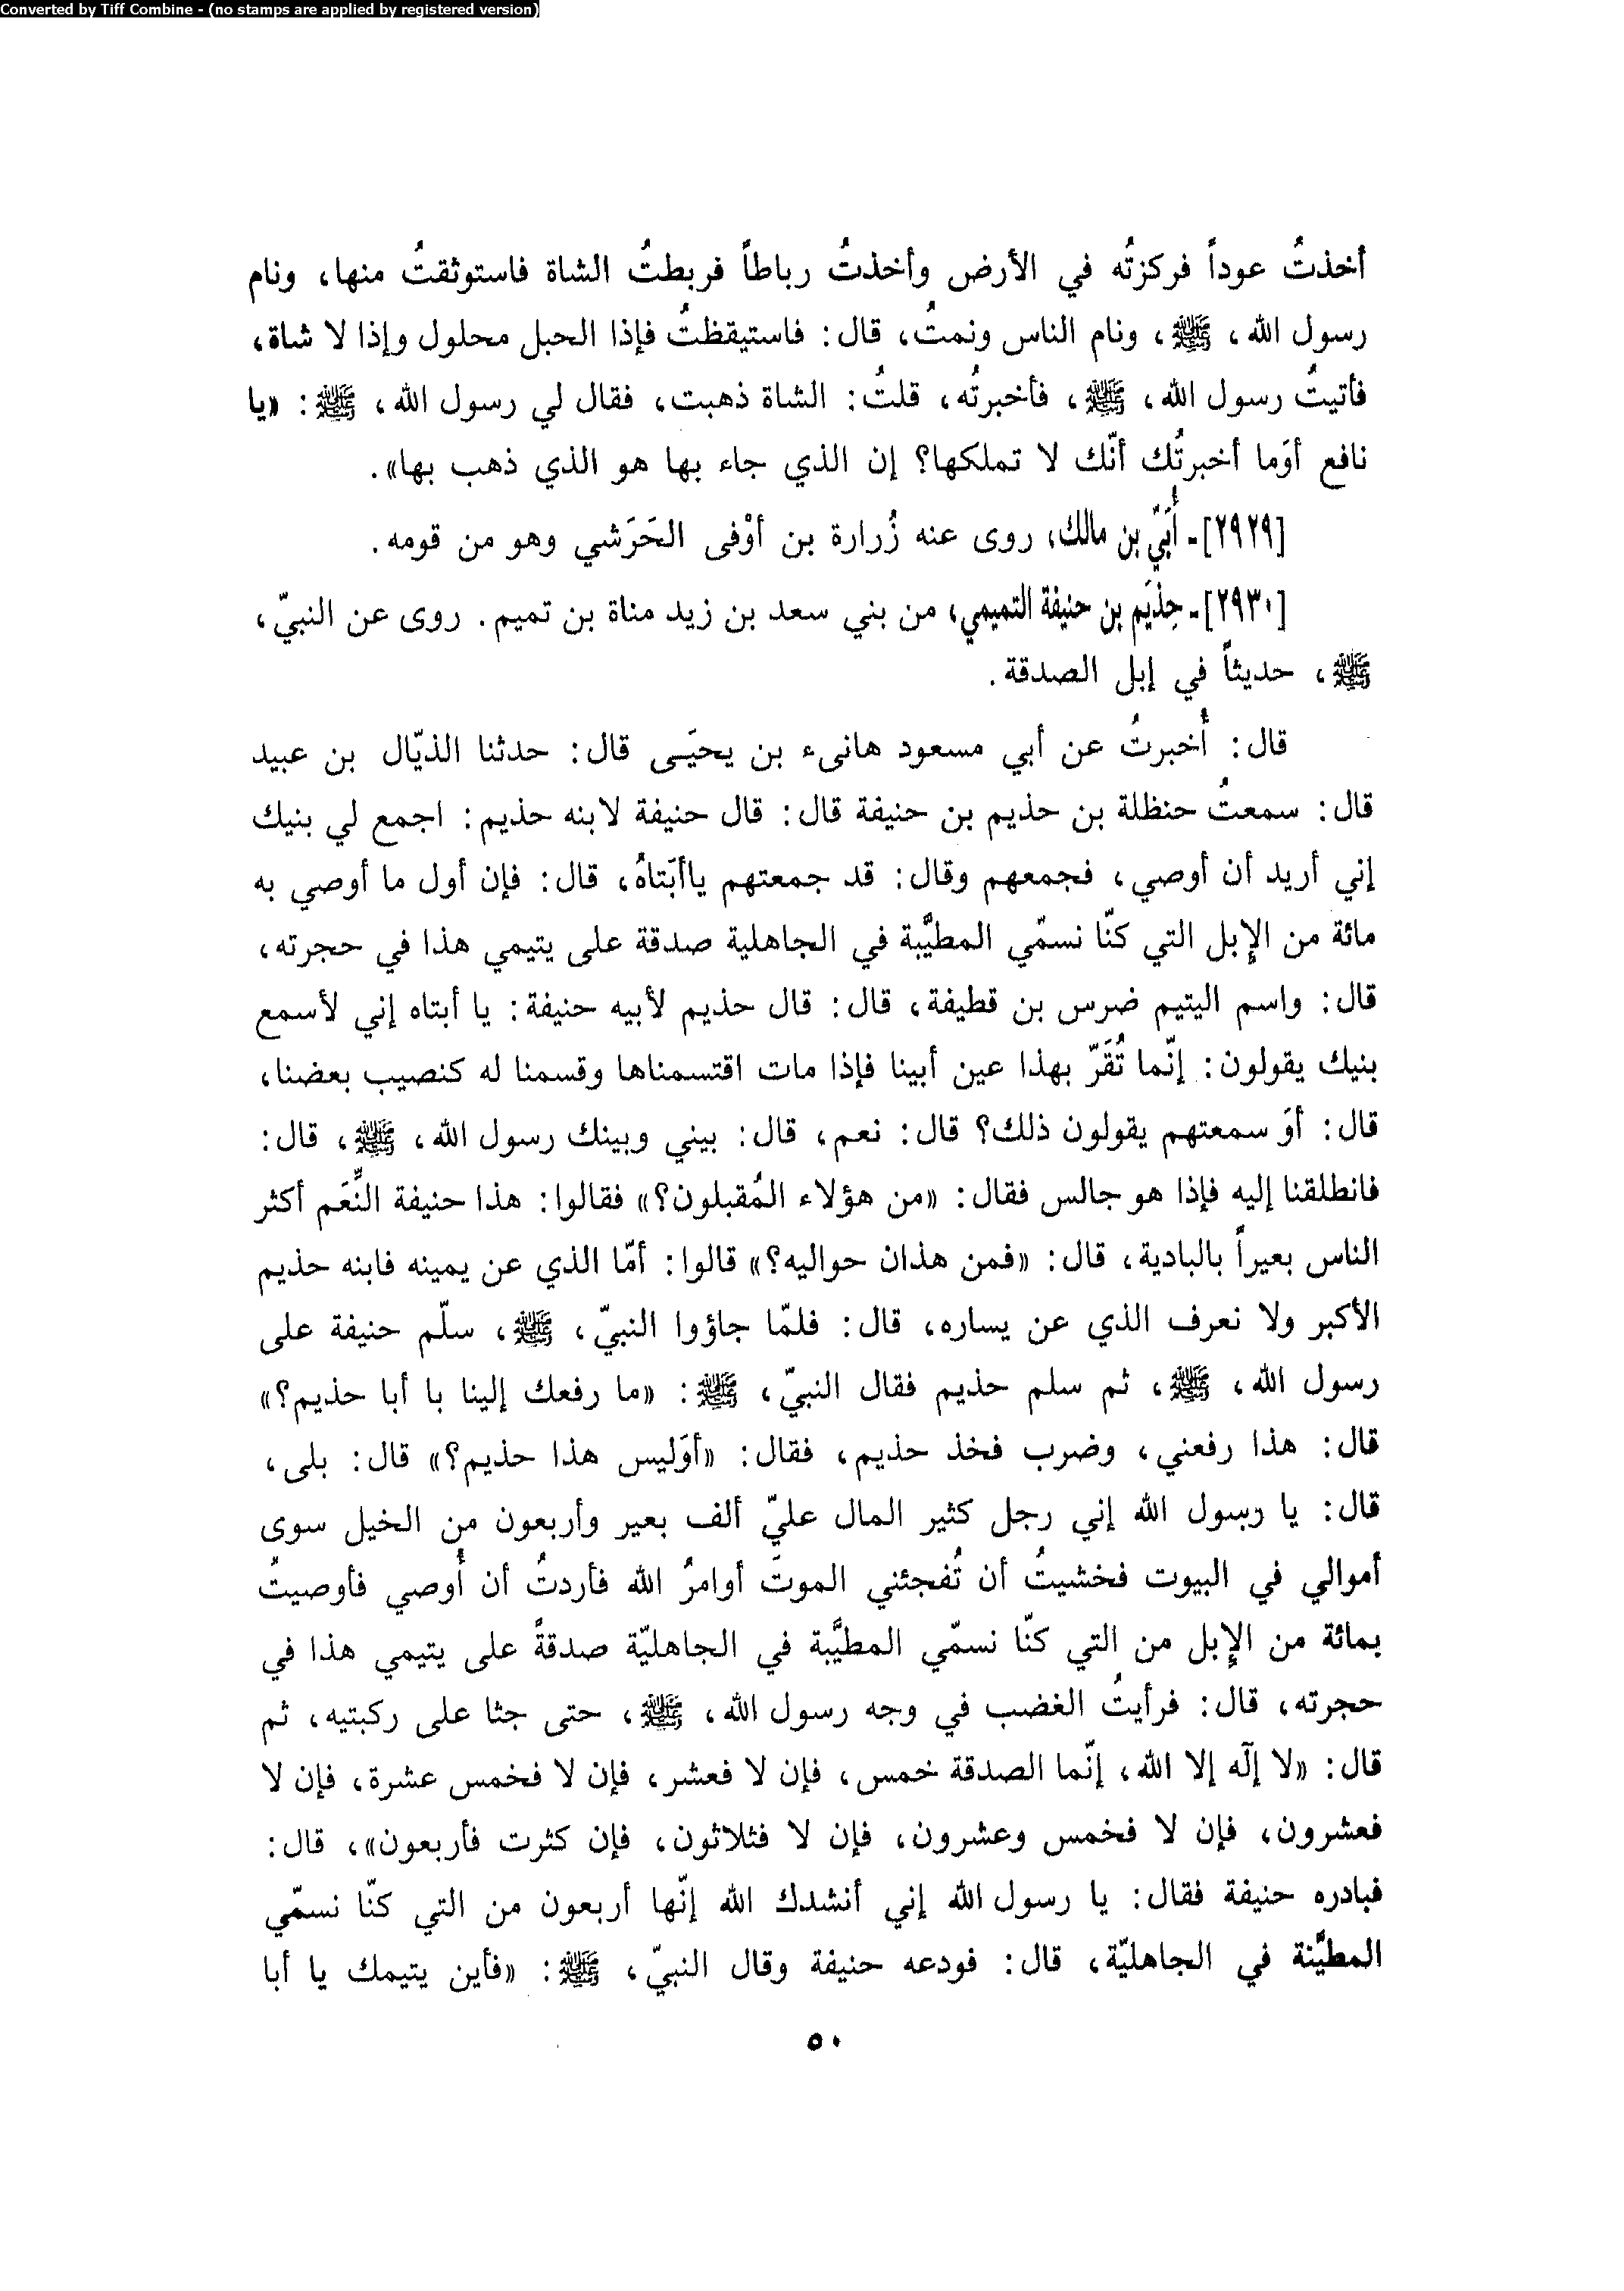 Converted by Tiff Combine - (no stamps are applied by registered version)
أخذتُ عوداً فركزتُه في الأرض وأخذتُ رباطاً فربطتُ الشاة فاستوثقتُ منها، ونام
رسول الله، ﷺ، ونام الناس ونمتُ، قال: فاستيقظتُ فإذا الحبل محلول وإذا لا شاة،
فأتيتُ رسول الله، ﷺ، فأخبرتُه، قلتُ: الشاة ذهبت، فقال لي رسول الله، ﷺ: «يا
نافع أوَما أخبرتُك أنّك لا تملكها؟ إن الذي جاء بها هو الذي ذهب بها».
[٢٩٢٩]ـ أُبَيّ بن مالك، روى عنه زُرارة بن أوْفى الحَرَشي وهو من قومه.
[٢٩٣٠]ـ حِذْيَم بن حنيفة التميمي، من بني سعد بن زيد مناة بن تميم. روى عن النبيّ،
ﷺ، حديثاً في إبل الصدقة.
قال: أُخبرتُ عن أبي مسعود هانىء بن يحيَى قال: حدثنا الذيّال بن عبيد
قال: سمعتُ حنظلة بن حذيم بن حنيفة قال: قال حنيفة لابنه حذيم: اجمع لي بنيك
إني أريد أن أوصي، فجمعهم وقال: قد جمعتهم ياأبَتاهُ، قال: فإن أول ما أوصي به
مائة من الإِبل التي كنّا نسمّي المطيَّبة في الجاهلية صدقة على يتيمي هذا في حجرته،
قال: واسم اليتيم ضرس بن قطيفة، قال: قال حذيم لأبيه حنيفة: يا أبتاه إني لأسمع
بنيك يقولون: إنّما تُقَرّ بهذا عين أبينا فإذا مات اقتسمناها وقسمنا له كنصيب بعضنا،
قال: أوَ سمعتهم يقولون ذلك؟ قال: نعم، قال: بيني وبينك رسول الله، ﷺ، قال:
فانطلقنا إليه فإذا هو جالس فقال: «من هؤلاء المُقبلون؟» فقالوا: هذا حنيفة النِّعَم أكثر
الناس بعيراً بالبادية، قال: «فمن هذان حواليه؟» قالوا: أمّا الذي عن يمينه فابنه حذيم
الأكبر ولا نعرف الذي عن يساره، قال: فلمّا جاؤوا النبيّ، ﷺ، سلّم حنيفة على
رسول الله، ﷺ، ثم سلم حذيم فقال النبيّ، ﷺ: «ما رفعك إلينا با أبا حذيم؟»
قال: هذا رفعني، وضرب فخذ حذيم، فقال: «أوَليس هذا حذيم؟» قال: بلى،
قال: يا رسول الله إني رجل كثير المال عليّ ألف بعير وأربعون من الخيل سوى
أموالي في البيوت فخشيتُ أن تُفجئني الموتَ أوامرُ الله فأردتُ أن أُوصي فأوصيتُ
بمائة من الإِبل من التي كنّا نسمّي المطيَّبة في الجاهليّة صدقةً على يتيمي هذا في
حجرته، قال: فرأيتُ الغضب في وجه رسول الله، ﷺ، حتى جثا على ركبتيه، ثم
قال: «لا إلَه إلا الله، إنّما الصدقة خمس، فإن لا فعشر، فإن لا فخمس عشرة، فإن لا
فعشرون، فإن لا فخمس وعشرون، فإن لا فثلاثون، فإن كثرت فأربعون»، قال:
فبادره حنيفة فقال: يا رسول الله إني أنشدك الله إنّها أربعون من التي كنّا نسمّي
المطيَّنة في الجاهليّة، قال: فودعه حنيفة وقال النبيّ، ﷺ: «فأين يتيمك يا أبا
٥٠